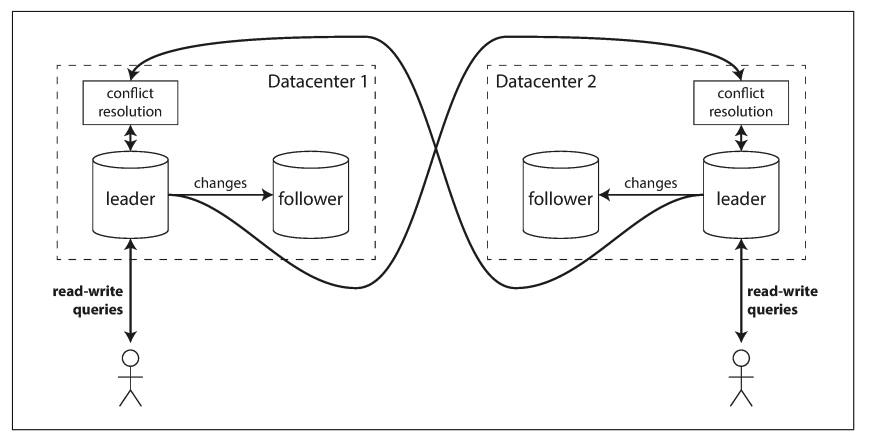 Datacenter 1
conflict
resolution
leader
changes
follower
read-write
queries
Datacenter 2
conflict
resolution
follower
changes
leader
read-write
queries